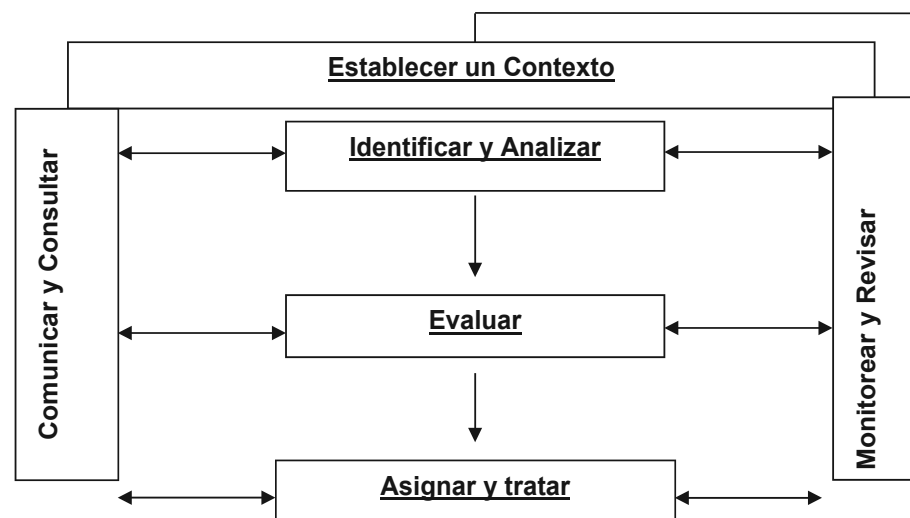 Establecer un Contexto
Identificar y Analizar
Comunicar y Consultar
Monitorear y Revisar
Evaluar
Asignar y tratar